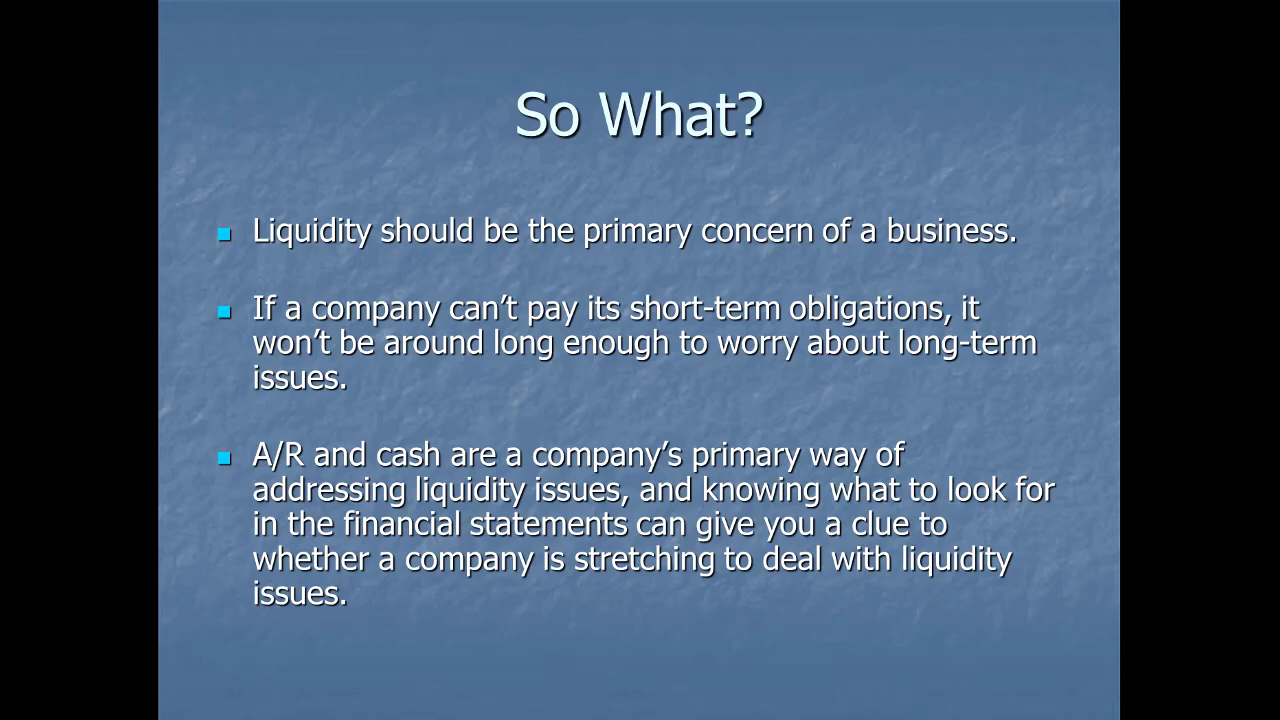 So What?
Liquidity should be the primary concern of a business.
If a company can’t pay its short-term obligations, it
won’t be around long enough to worry about long-term
issues.
A/R and cash are a company’s primary way of
addressing liquidity issues, and knowing what to look for
in the financial statements can give you a clue to
whether a company is stretching to deal with liquidity
issues.